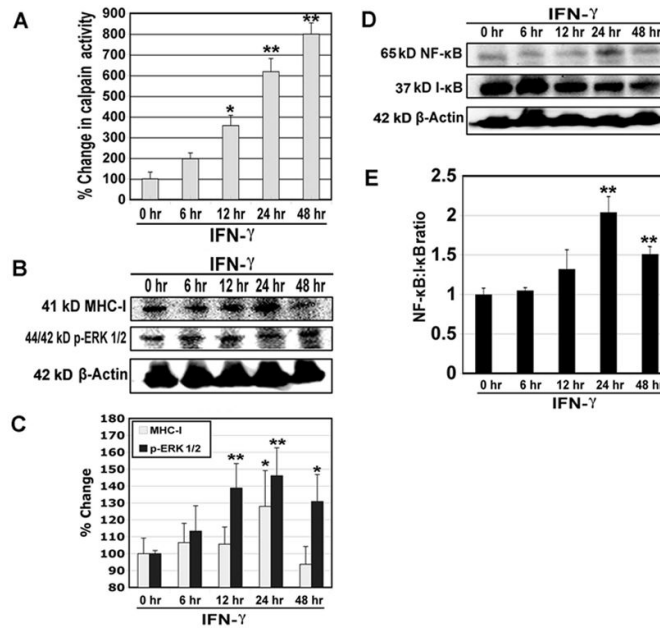 A
% Change in calpain activity
900
800
700
600
500
400
300
200
100
0
*
**
**
0 hr 6 hr 12 hr 24 hr 48 hr
IFN-γ
B
IFN-γ
0 hr 6 hr 12 hr 24 hr 48 hr
41 kD MHC-I
44/42 kD p-ERK 1/2
42 kD β-Actin
C
% Change
180
170
160
150
140
130
120
110
100
90
80
MHC-I
p-ERK 1/2
**
*
**
*
0 hr 6 hr 12 hr 24 hr 48 hr
IFN-γ
D
IFN-γ
0 hr 6 hr 12 hr 24 hr 48 hr
65 kD NF-κB
37 kD I-κB
42 kD β-Actin
E
NF-κB:I-κB ratio
2.5
2
1.5
1
0.5
0
**
**
0 hr 6 hr 12 hr 24 hr 48 hr
IFN-γ